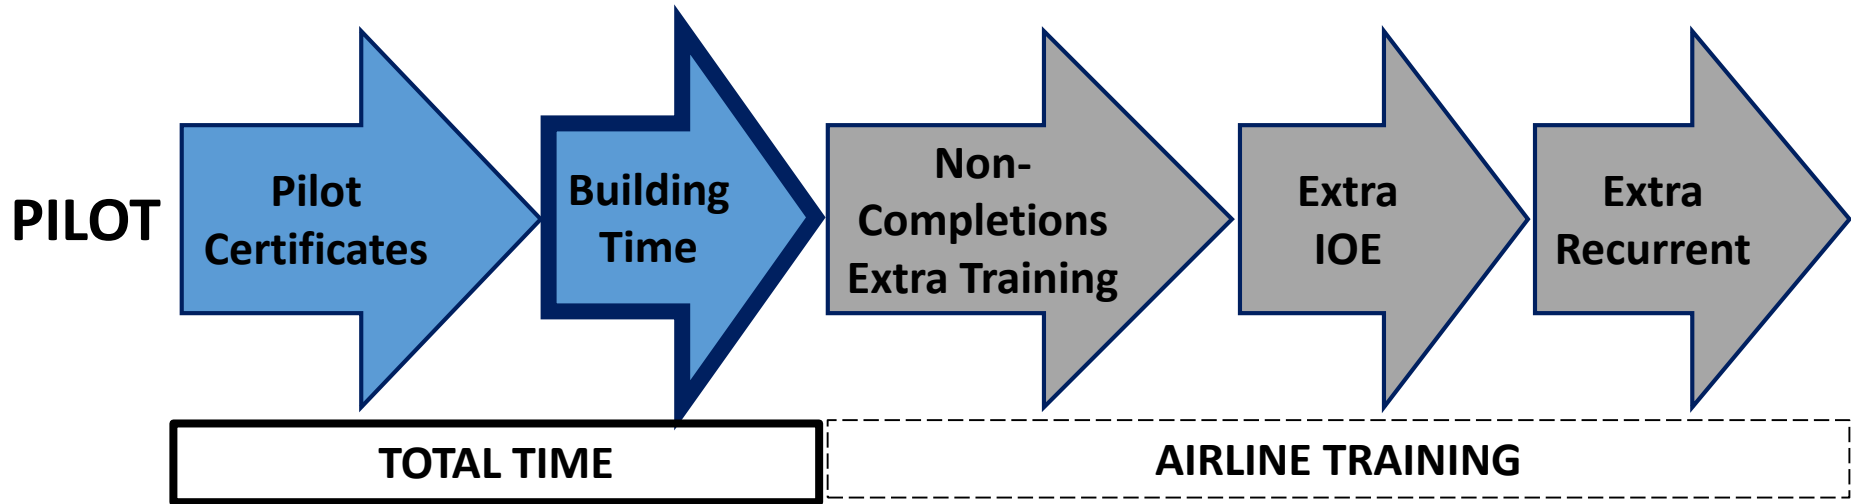 PILOT
Pilot
Certificates
Building
Time
Non-
Completions
Extra Training
Extra
IOE
Extra
Recurrent
TOTAL TIME
AIRLINE TRAINING